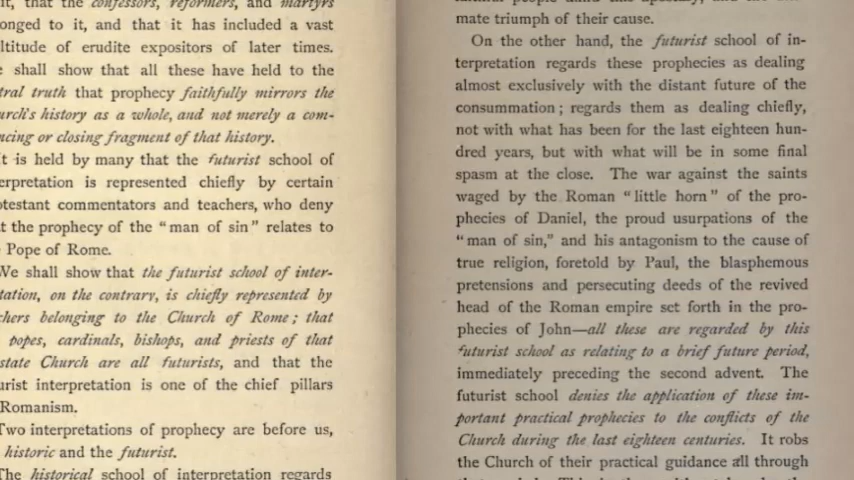 it, that the confessors, reformers, and martyrs
onged to it, and that it has included a vast
ltitude of erudite expositors of later times.
shall show that all these have held to the
tral truth that prophecy faithfully mirrors the
urch's history as a whole, and not merely a com-
ncing or closing fragment of that history.
t is held by many that the futurist school of
erpretation is represented chiefly by certain
otestant commentators and teachers, who deny
t the prophecy of the "man of sin" relates to
Pope of Rome.
We shall show that the futurist school of inter-
tation, on the contrary, is chiefly represented by
chers belonging to the Church of Rome; that
popes, cardinals, bishops, and priests of that
state Church are all futurists, and that the
urist interpretation is one of the chief pillars
Romanism.
Two interpretations of prophecy are before us,
historic and the futurist.
The historical school of interpretation regards
mate triumph of their cause.
On the other hand, the futurist school of in-
terpretation regards these prophecies as dealing
almost exclusively with the distant future of the
consummation; regards them as dealing chiefly,
not with what has been for the last eighteen hun-
dred years, but with what will be in some final
spasm at the close. The war against the saints
waged by the Roman "little horn" of the pro-
phecies of Daniel, the proud usurpations of the
"man of sin," and his antagonism to the cause of
true religion, foretold by Paul, the blasphemous
pretensions and persecuting deeds of the revived
head of the Roman empire set forth in the pro-
phecies of John—all these are regarded by this
futurist school as relating to a brief future period,
immediately preceding the second advent. The
futurist school denies the application of these im-
portant practical prophecies to the conflicts of the
Church during the last eighteen centuries. It robs
the Church of their practical guidance all through